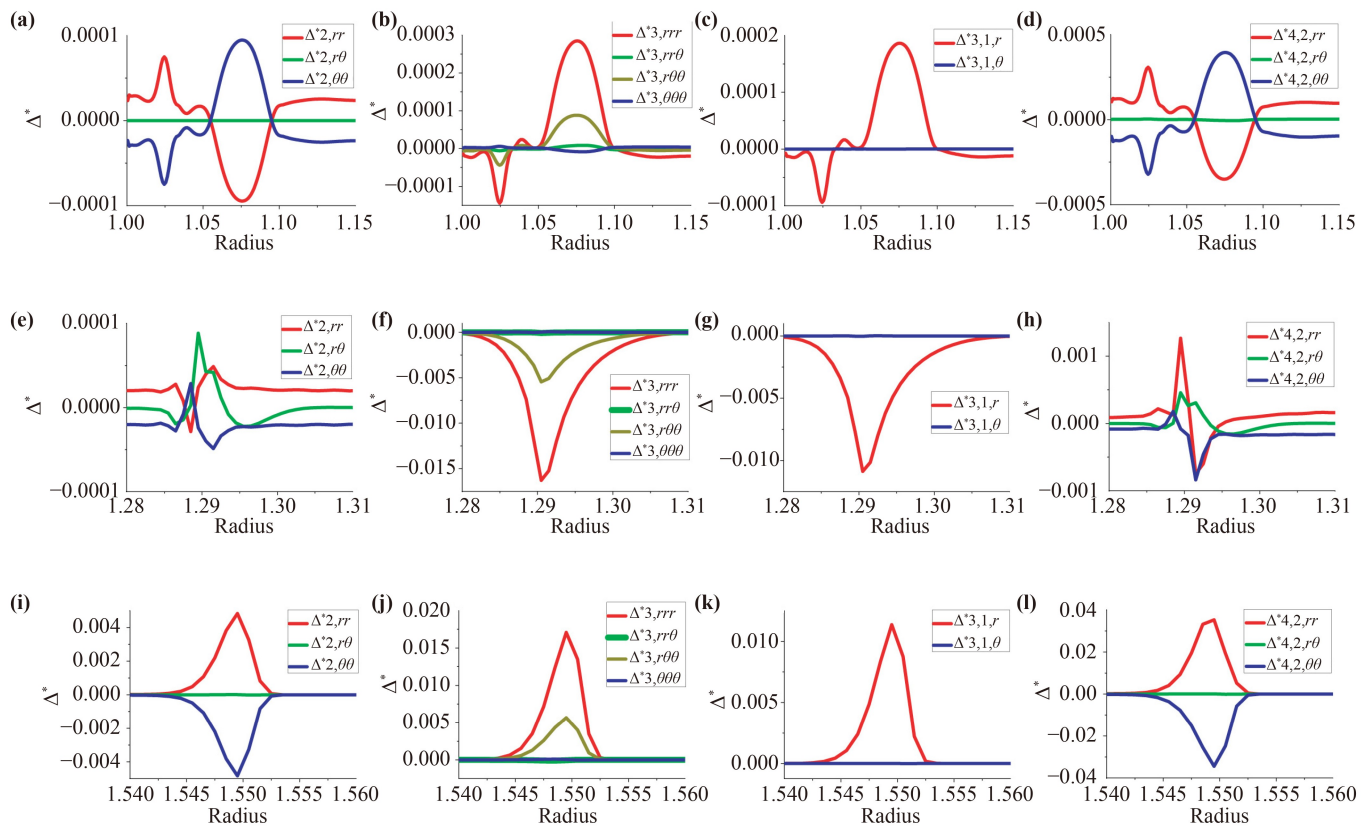 (a)
0.0001
0.0000
−0.0001
Δ*
Δ*2,rr
Δ*2,rθ
Δ*2,θθ
1.00 1.05 1.10 1.15
Radius
(b)
0.0003
0.0002
0.0001
0.0000
−0.0001
Δ*
Δ*3,rrr
Δ*3,rrθ
Δ*3,rθθ
Δ*3,θθθ
1.00 1.05 1.10 1.15
Radius
(c)
0.0002
0.0001
0.0000
−0.0001
Δ*
Δ*3,1,r
Δ*3,1,θ
1.00 1.05 1.10 1.15
Radius
(d)
0.0005
0.0000
−0.0005
Δ*
Δ*4,2,rr
Δ*4,2,rθ
Δ*4,2,θθ
1.00 1.05 1.10 1.15
Radius
(e)
0.0001
0.0000
−0.0001
Δ*
Δ*2,rr
Δ*2,rθ
Δ*2,θθ
1.28 1.29 1.30 1.31
Radius
(f)
0.000
−0.005
−0.010
−0.015
Δ*
Δ*3,rrr
Δ*3,rrθ
Δ*3,rθθ
Δ*3,θθθ
1.28 1.29 1.30 1.31
Radius
(g)
0.000
−0.005
−0.010
Δ*
Δ*3,1,r
Δ*3,1,θ
1.28 1.29 1.30 1.31
Radius
(h)
0.001
0.000
−0.001
Δ*
Δ*4,2,rr
Δ*4,2,rθ
Δ*4,2,θθ
1.28 1.29 1.30 1.31
Radius
(i)
0.004
0.002
0.000
−0.002
−0.004
Δ*
Δ*2,rr
Δ*2,rθ
Δ*2,θθ
1.540 1.545 1.550 1.555 1.560
Radius
(j)
0.020
0.015
0.010
0.005
0.000
Δ*
Δ*3,rrr
Δ*3,rrθ
Δ*3,rθθ
Δ*3,θθθ
1.540 1.545 1.550 1.555 1.560
Radius
(k)
0.010
0.005
0.000
Δ*
Δ*3,1,r
Δ*3,1,θ
1.540 1.545 1.550 1.555 1.560
Radius
(l)
0.04
0.02
0.00
−0.02
−0.04
Δ*
Δ*4,2,rr
Δ*4,2,rθ
Δ*4,2,θθ
1.540 1.545 1.550 1.555 1.560
Radius